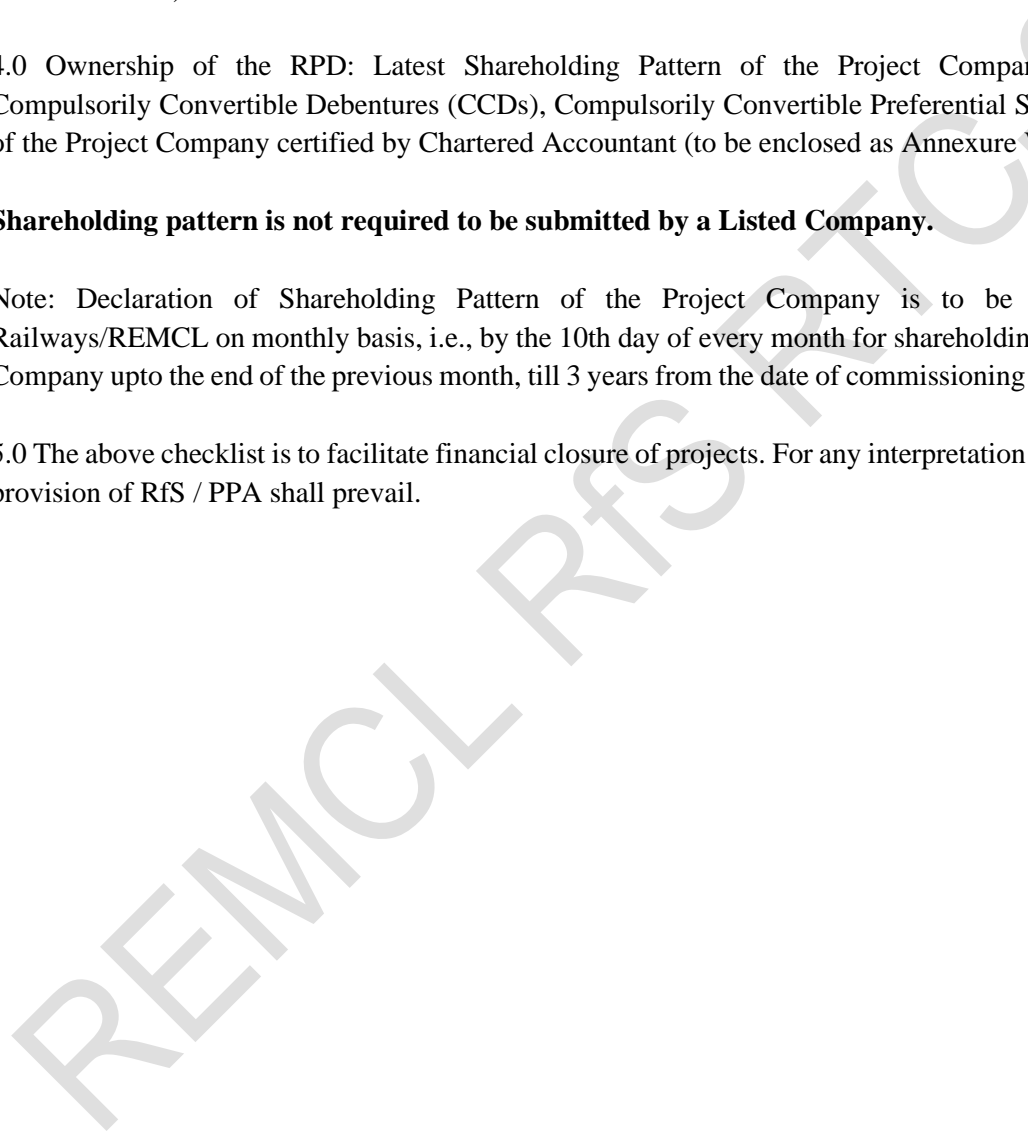 4.0 Ownership of the RPD: Latest Shareholding Pattern of the Project
Compulsorily Convertible Debentures (CCDs), Compulsorily Convertible Preferential
of the Project Company certified by Chartered Accountant (to be enclosed as Annexure
Shareholding pattern is not required to be submitted by a Listed Company.
Note: Declaration of Shareholding Pattern of the Project Company is to be
Railways/REMCL on monthly basis, i.e., by the 10th day of every month for
Company upto the end of the previous month, till 3 years from the date of commissioning
5.0 The above checklist is to facilitate financial closure of projects. For any interpretation
provision of RfS / PPA shall prevail.
REMCL RfS